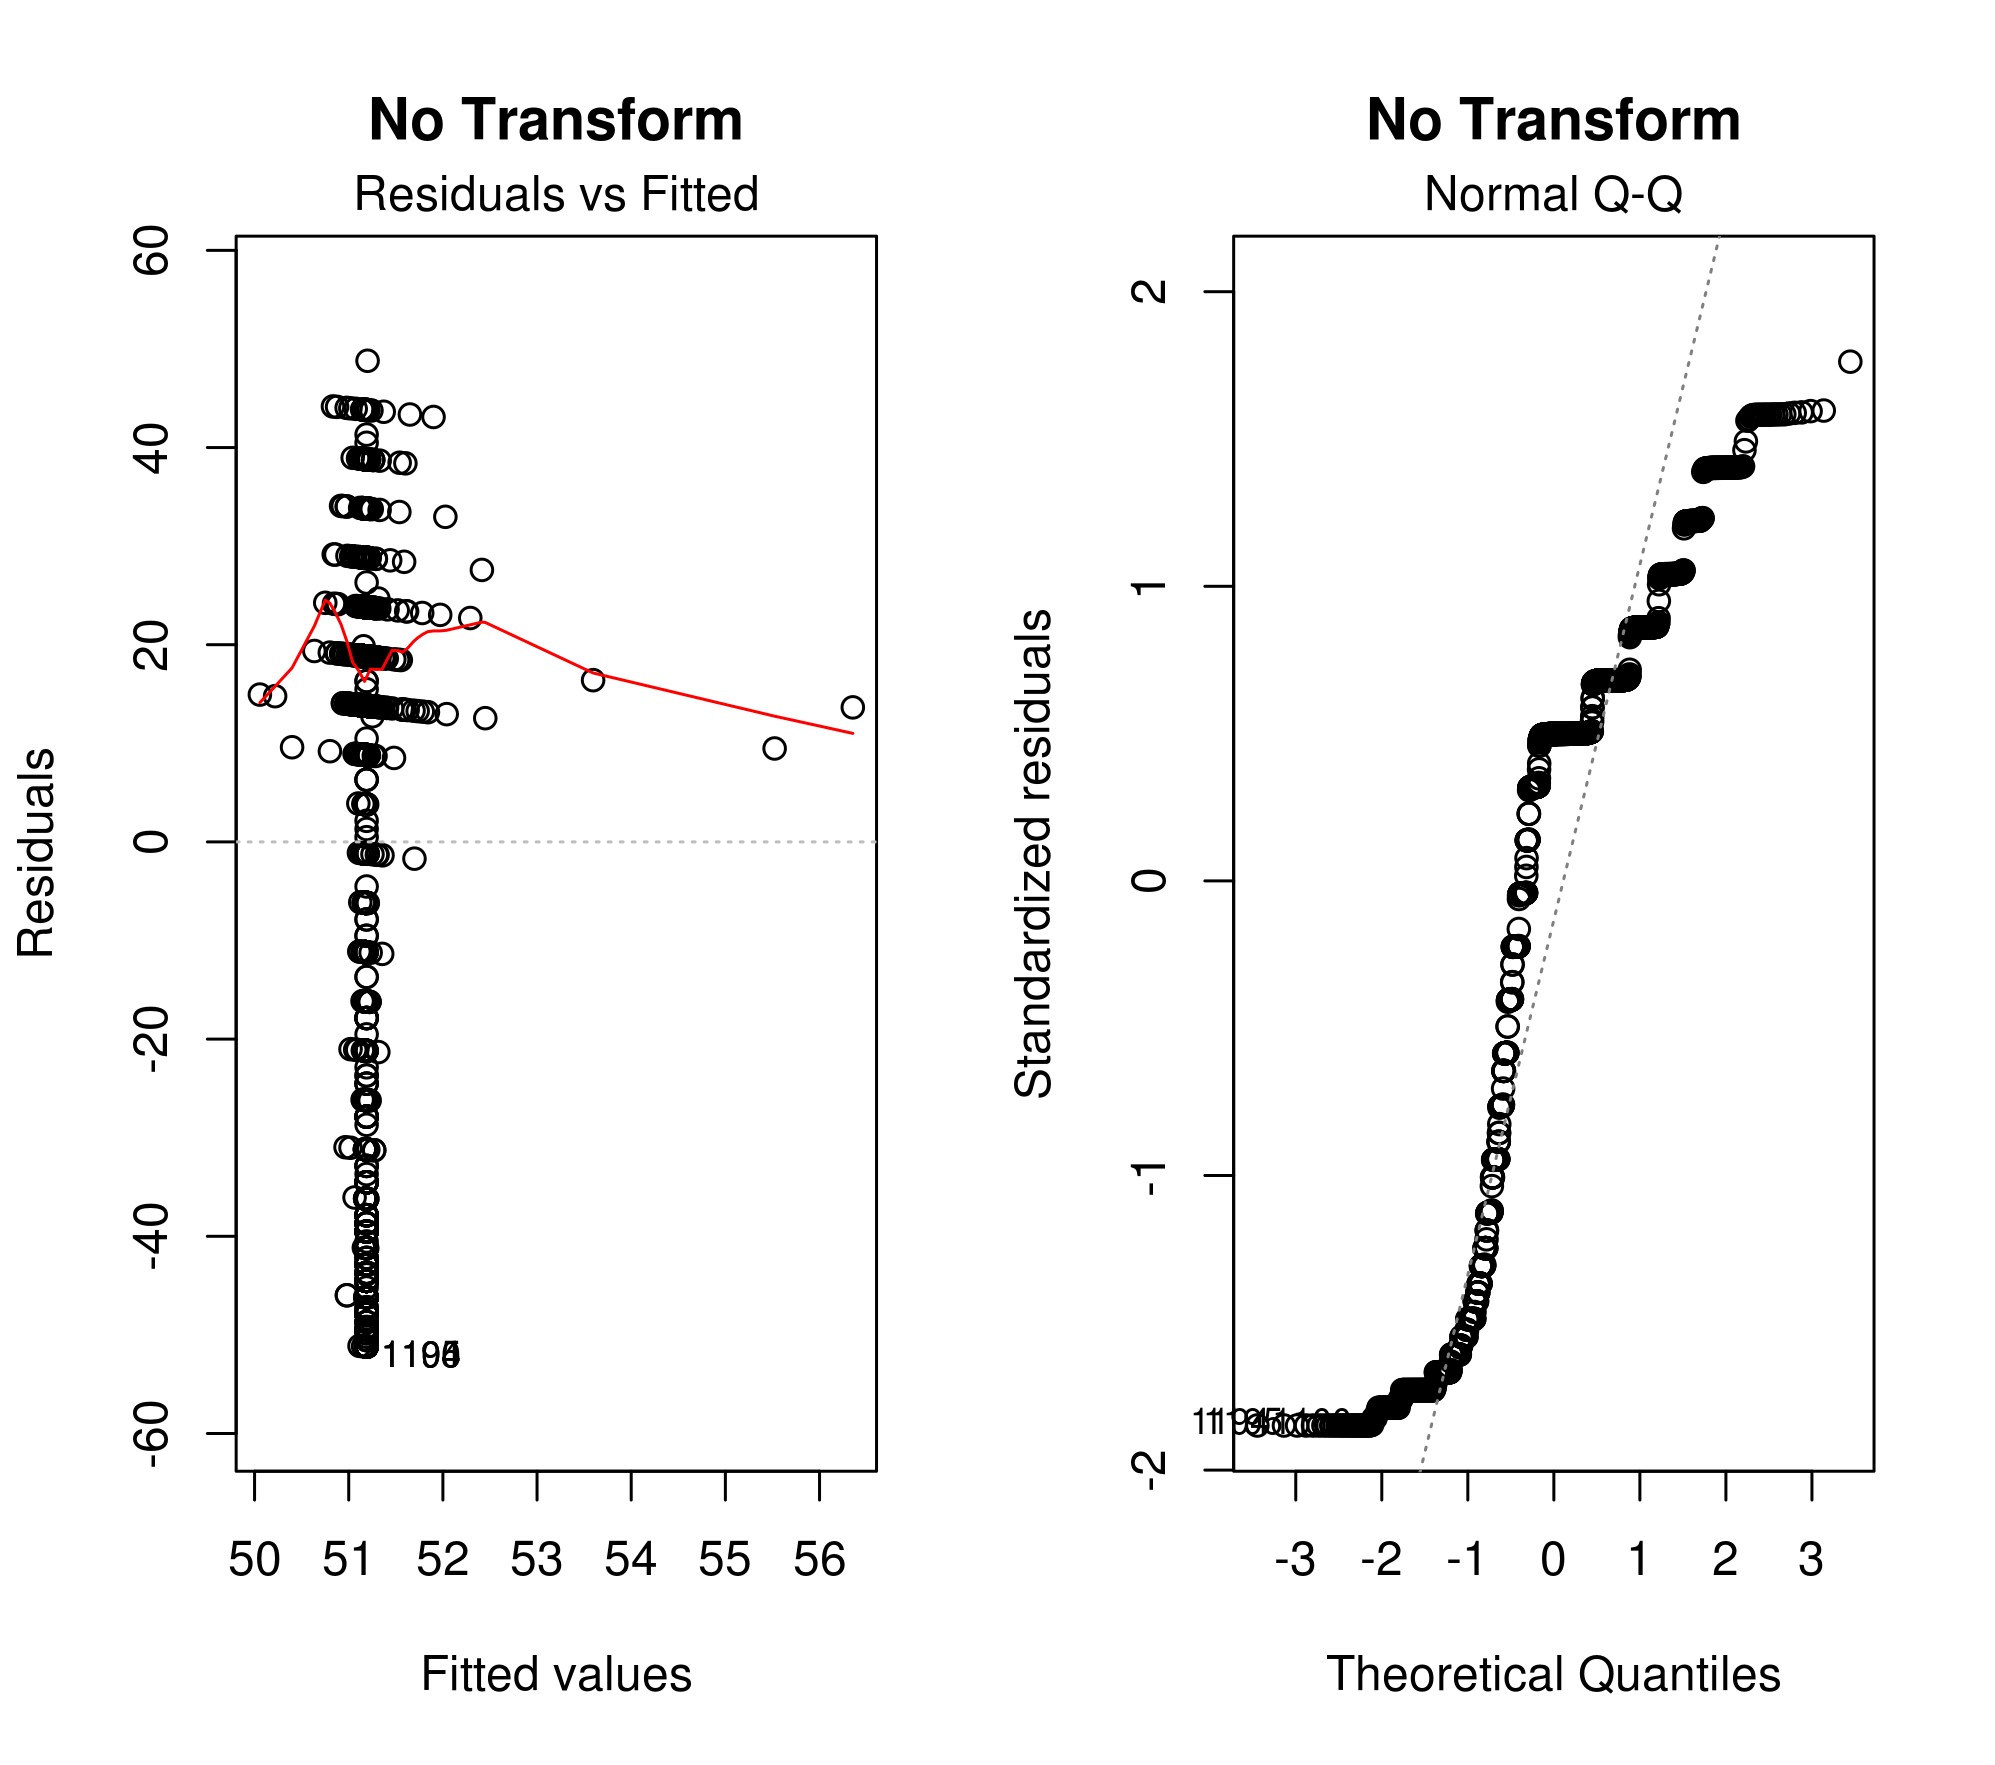 No Transform
Residuals vs Fitted
60
40
20
0
-20
-40
-60
Residuals
50 51 52 53 54 55 56
Fitted values
No Transform
Normal Q-Q
2
1
0
-1
-2
Standardized residuals
-3 -2 -1 0 1 2 3
Theoretical Quantiles